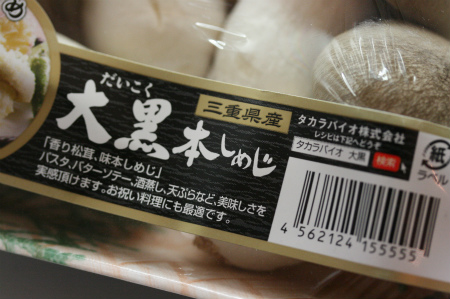 だいこく
大黒本しめじ
三重県産
タカラバイオ株式会社
レシピは下記へどうぞ
タカラバイオ 大黒 検索
「香り松茸、味本しめじ」
パスタ、バターソテー、酒蒸し、天ぷらなど、美味しさを
実感頂けます。お祝い料理にも最適です。
紙
ラベル
4 562124 155555